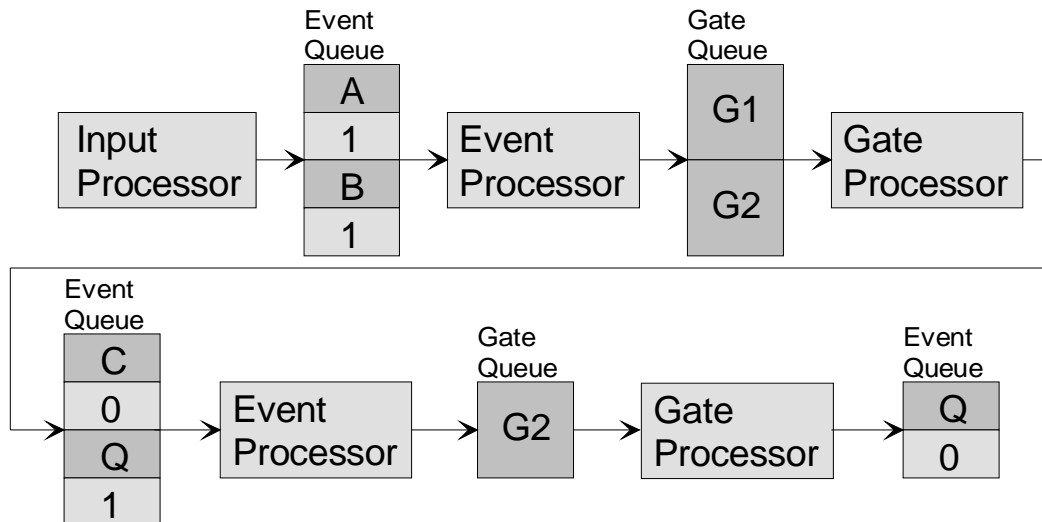 Event
Queue
A
1
B
1
Input
Processor
Event
Processor
Gate
Queue
G1
G2
Gate
Processor
Event
Queue
C
0
Q
1
Event
Processor
Gate
Queue
G2
Gate
Processor
Event
Queue
Q
0